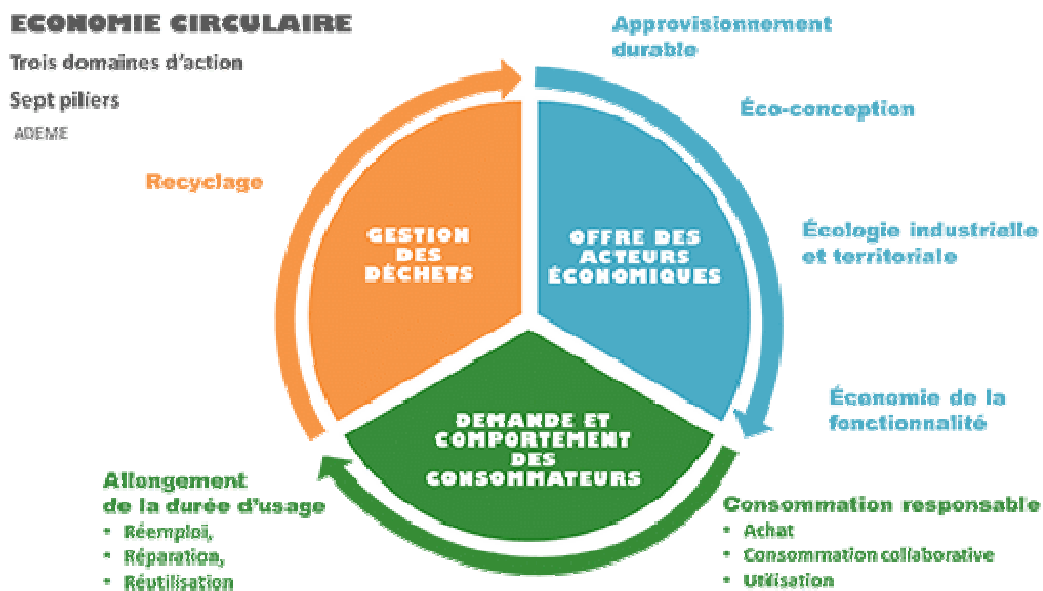 ECONOMIE CIRCULAIRE
Trois domaines d'action
Sept piliers
ADEME
Approvisionnement
durable
Éco-conception
Écologie industrielle
et territoriale
Économie de la
fonctionnalité
OFFRE DES
ACTEURS
ÉCONOMIQUES
DEMANDE ET
COMPORTEMENT
DES
CONSOMMATEURS
Consommation responsable
• Achat
• Consommation collaborative
• Utilisation
Allongement
de la durée d'usage
• Réemploi,
• Réparation,
• Réutilisation
GESTION
DES
DÉCHETS
Recyclage